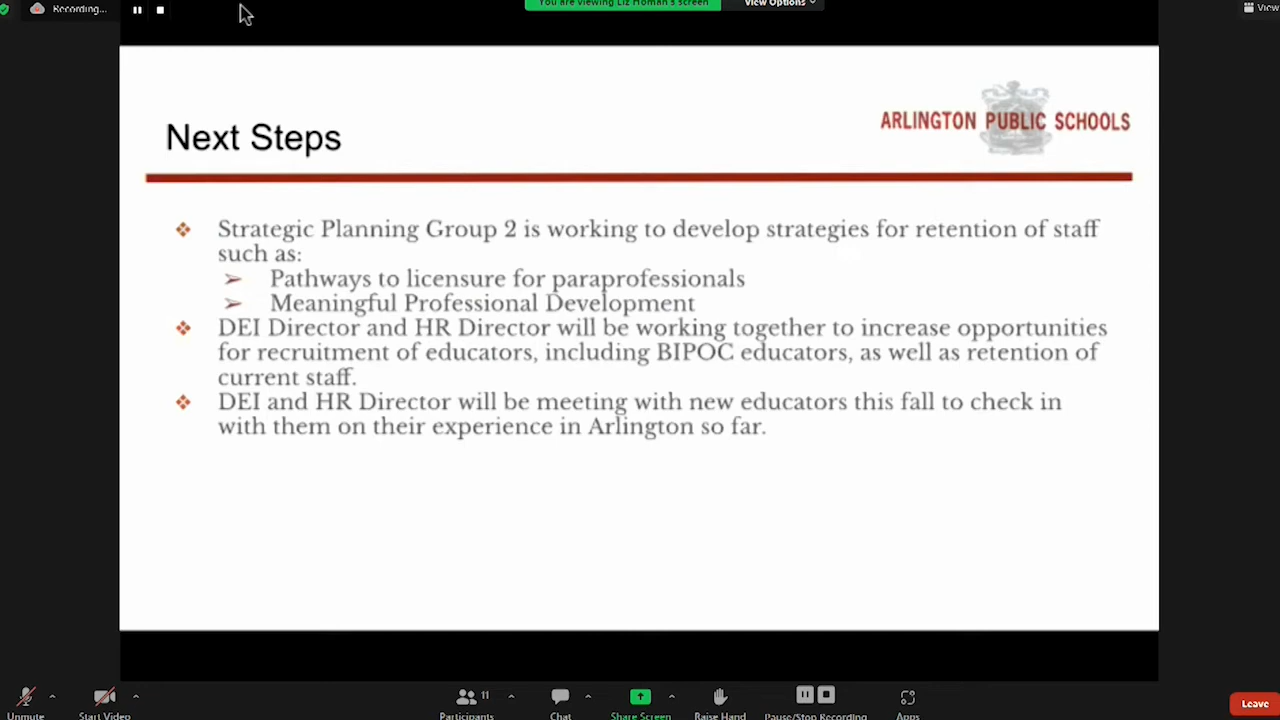 Recording...
You are viewing Liz Homan's screen
View Options
View
ARLINGTON PUBLIC SCHOOLS
Next Steps
Strategic Planning Group 2 is working to develop strategies for retention of staff
such as:
Pathways to licensure for paraprofessionals
Meaningful Professional Development
DEI Director and HR Director will be working together to increase opportunities
for recruitment of educators, including BIPOC educators, as well as retention of
current staff.
DEI and HR Director will be meeting with new educators this fall to check in
with them on their experience in Arlington so far.
Unmute
Start Video
11
Participants
Chat
Share Screen
Raise Hand
Pause/Stop Recording
Apps
Leave